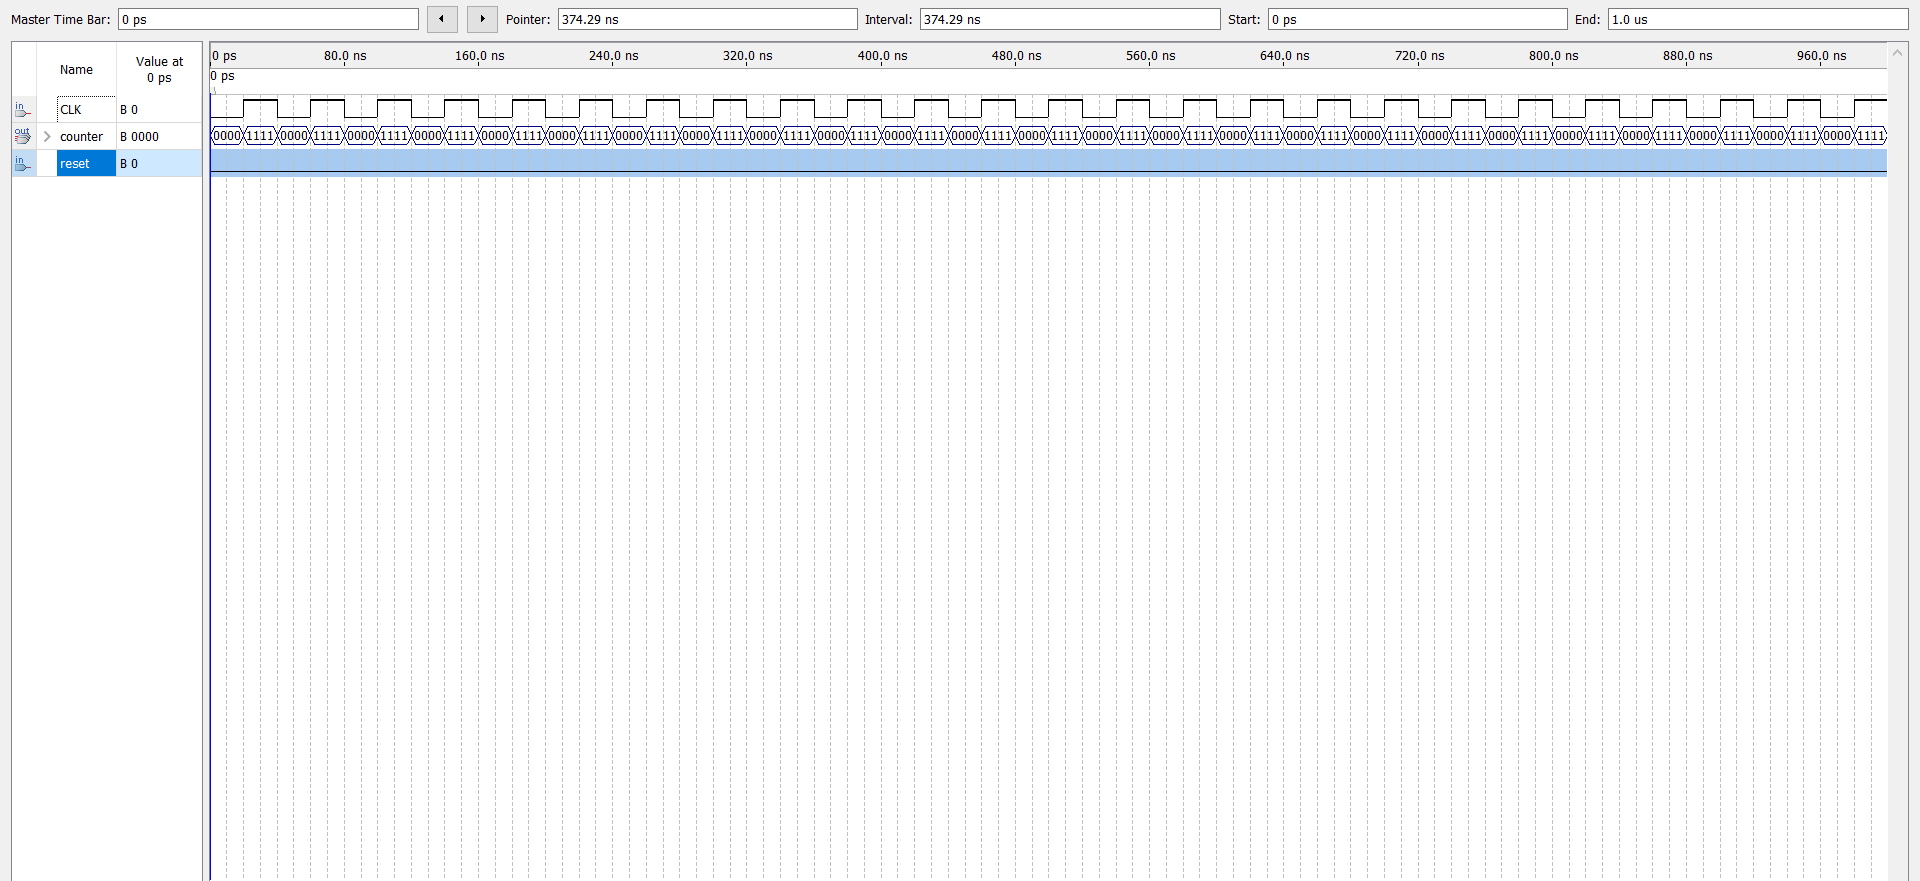 Master Time Bar: 0 ps Pointer: 374.29 ns Interval: 374.29 ns Start: 0 ps End: 1.0 us
Name Value at 0 ps
0 ps 80.0 ns 160.0 ns 240.0 ns 320.0 ns 400.0 ns 480.0 ns 560.0 ns 640.0 ns 720.0 ns 800.0 ns 880.0 ns 960.0 ns
0 ps
in CLK B 0
out counter B 0000 0000 1111 0000 1111 0000 1111 0000 1111 0000 1111 0000 1111 0000 1111 0000 1111 0000 1111 0000 1111 0000 1111 0000 1111 0000 1111 0000 1111 0000 1111 0000 1111 0000 1111 0000 1111 0000 1111 0000 1111 0000 1111 0000 1111 0000 1111 0000 1111 0000 1111
in reset B 0